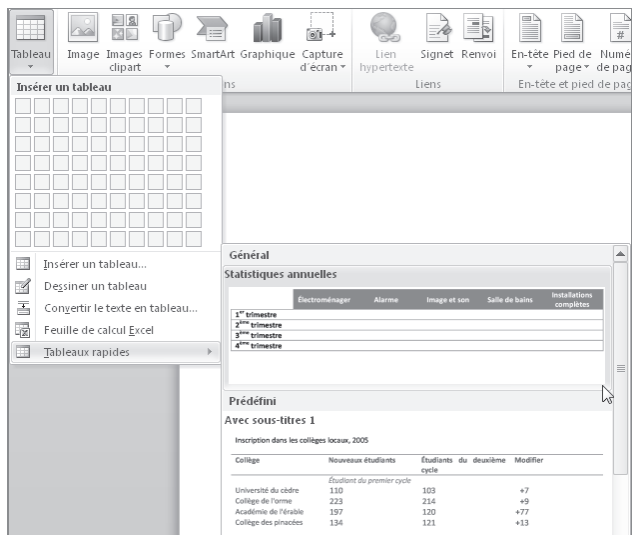 Tableau
Image
Images clipart
Formes
SmartArt
Graphique
Capture d'écran
Lien hypertexte
Signet
Renvoi
En-tête
Pied de page
Numé de pag
ns
Liens
En-tête et pied de pag
Insérer un tableau
Insérer un tableau...
Dessiner un tableau
Convertir le texte en tableau...
Feuille de calcul Excel
Tableaux rapides
Général
Statistiques annuelles
Électroménager Alarme Image et son Salle de bains Installations complètes
1er trimestre
2ème trimestre
3ème trimestre
4ème trimestre
Prédéfini
Avec sous-titres 1
Inscription dans les collèges locaux, 2005
Collège Nouveaux étudiants Étudiants du deuxième cycle Modifier
Étudiant du premier cycle
Université du cèdre 110 103 +7
Collège de l'orme 223 214 +9
Académie de l'érable 197 120 +77
Collège des pinacées 134 121 +13